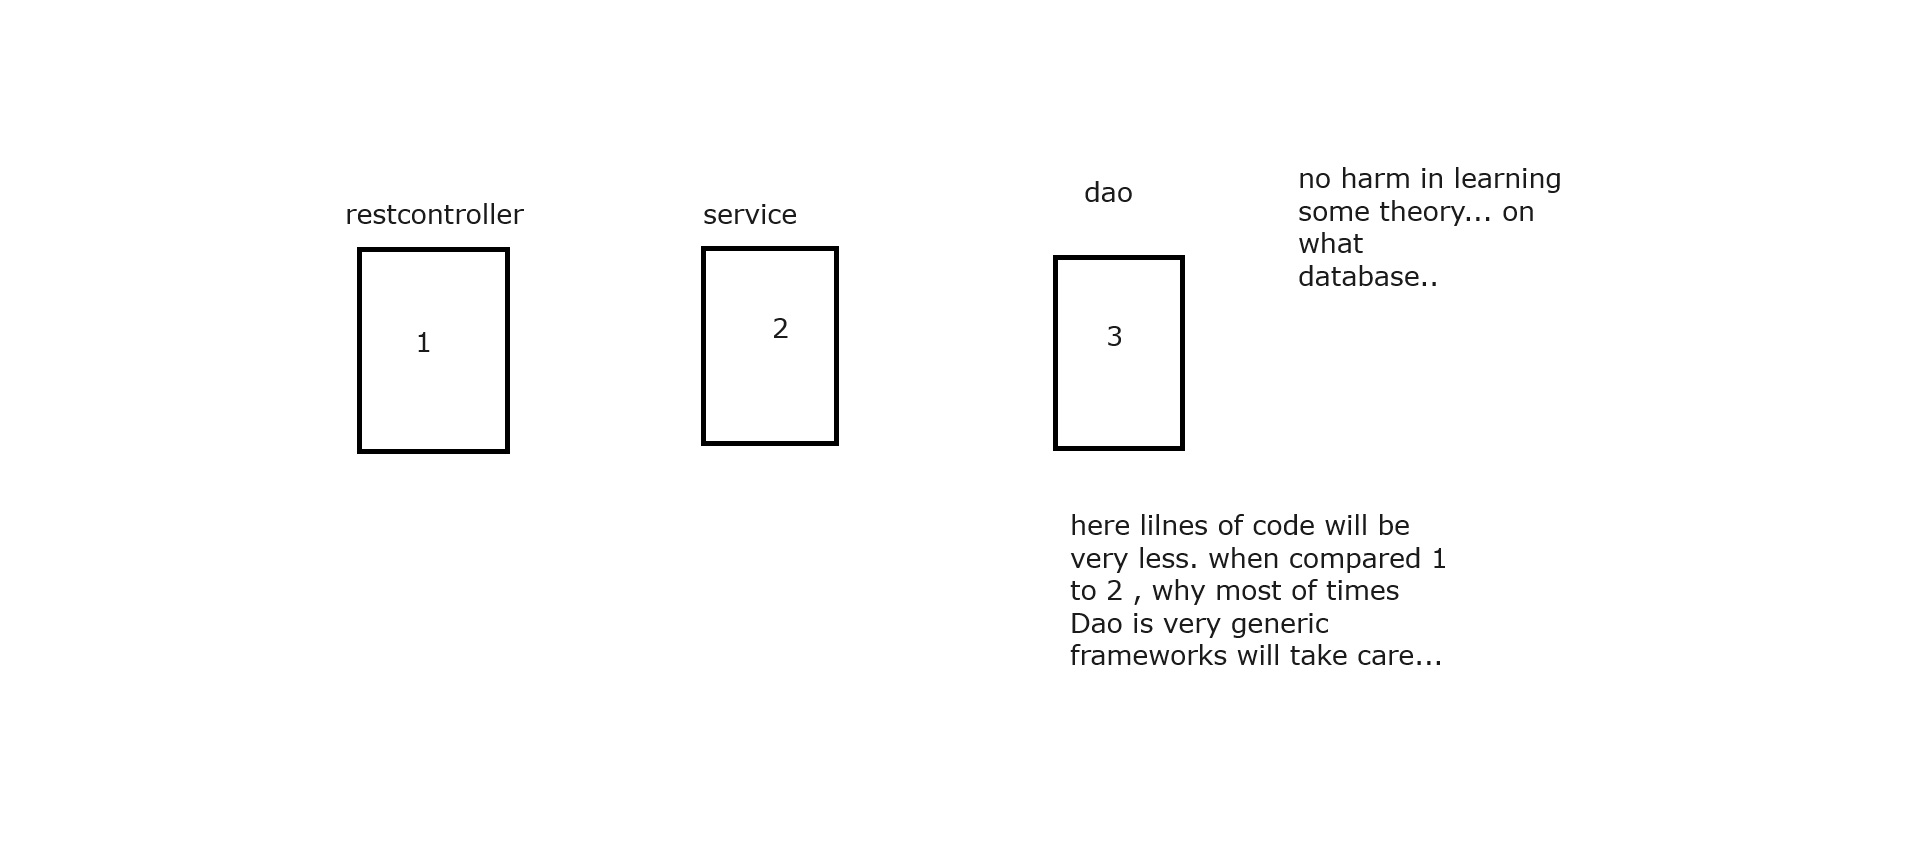 restcontroller
1
service
2
dao
3
no harm in learning
some theory... on
what
database..
here lilnes of code will be
very less. when compared 1
to 2 , why most of times
Dao is very generic
frameworks will take care...